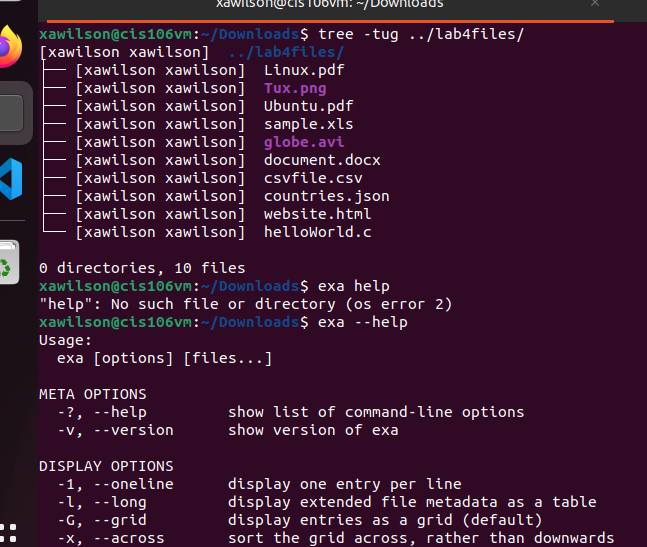 xawilson@cis106vm: ~/Downloads
xawilson@cis106vm:~/Downloads$ tree -tug ../lab4files/
[xawilson xawilson]  ../lab4files/
├── [xawilson xawilson]  Linux.pdf
├── [xawilson xawilson]  Tux.png
├── [xawilson xawilson]  Ubuntu.pdf
├── [xawilson xawilson]  sample.xls
├── [xawilson xawilson]  globe.avi
├── [xawilson xawilson]  document.docx
├── [xawilson xawilson]  csvfile.csv
├── [xawilson xawilson]  countries.json
├── [xawilson xawilson]  website.html
└── [xawilson xawilson]  helloWorld.c
0 directories, 10 files
xawilson@cis106vm:~/Downloads$ exa help
"help": No such file or directory (os error 2)
xawilson@cis106vm:~/Downloads$ exa --help
Usage:
  exa [options] [files...]
META OPTIONS
  -?, --help         show list of command-line options
  -v, --version      show version of exa
DISPLAY OPTIONS
  -1, --oneline      display one entry per line
  -l, --long         display extended file metadata as a table
  -G, --grid         display entries as a grid (default)
  -x, --across       sort the grid across, rather than downwards